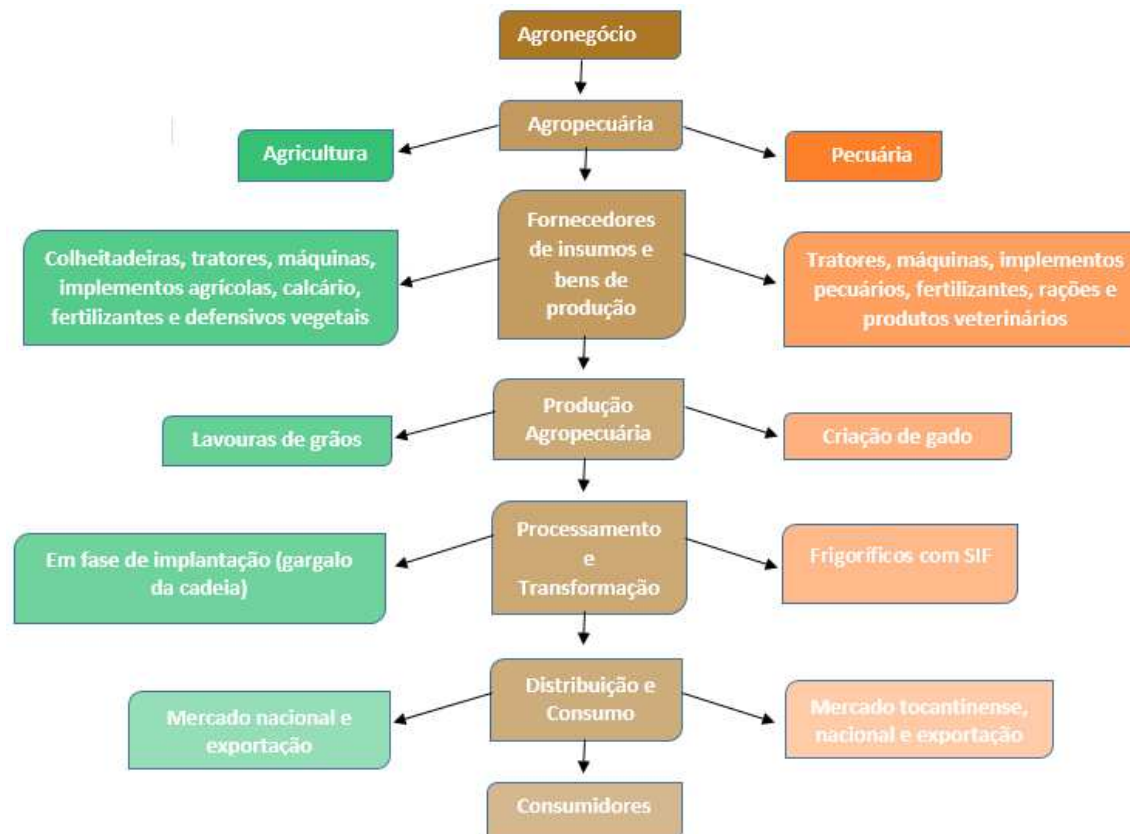 Agronegócio
Agropecuária
Agricultura
Pecuária
Fornecedores
de insumos e
bens de
produção
Colheitadeiras, tratores, máquinas,
implementos agrícolas, calcário,
fertilizantes e defensivos vegetais
Tratores, máquinas, implementos
pecuários, fertilizantes, rações e
produtos veterinários
Produção
Agropecuária
Lavouras de grãos
Criação de gado
Processamento
e
Transformação
Em fase de implantação (gargalo
da cadeia)
Frigoríficos com SIF
Distribuição e
Consumo
Mercado nacional e
exportação
Mercado tocantinense,
nacional e exportação
Consumidores